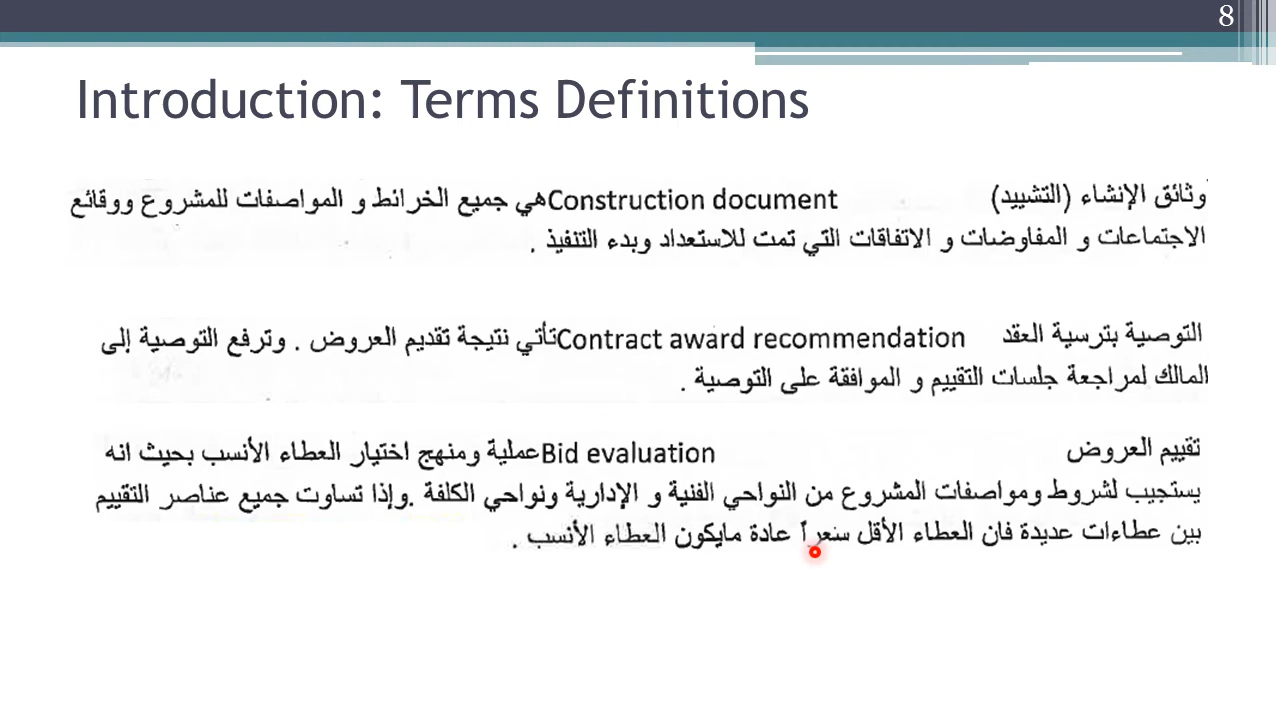 8
Introduction: Terms Definitions
وثائق الإنشاء (التشييد) Construction document هي جميع الخرائط و المواصفات للمشروع ووقائع
الاجتماعات و المفاوضات و الاتفاقات التي تمت للاستعداد وبدء التنفيذ .
التوصية بترسية العقد Contract award recommendation تأتي نتيجة تقديم العروض . وترفع التوصية إلى
المالك لمراجعة جلسات التقييم و الموافقة على التوصية .
تقييم العروض Bid evaluation عملية ومنهج اختيار العطاء الأنسب بحيث انه
يستجيب لشروط ومواصفات المشروع من النواحي الفنية و الإدارية ونواحي الكلفة .وإذا تساوت جميع عناصر التقييم
بين عطاءات عديدة فان العطاء الأقل سعراً عادة مايكون العطاء الأنسب .